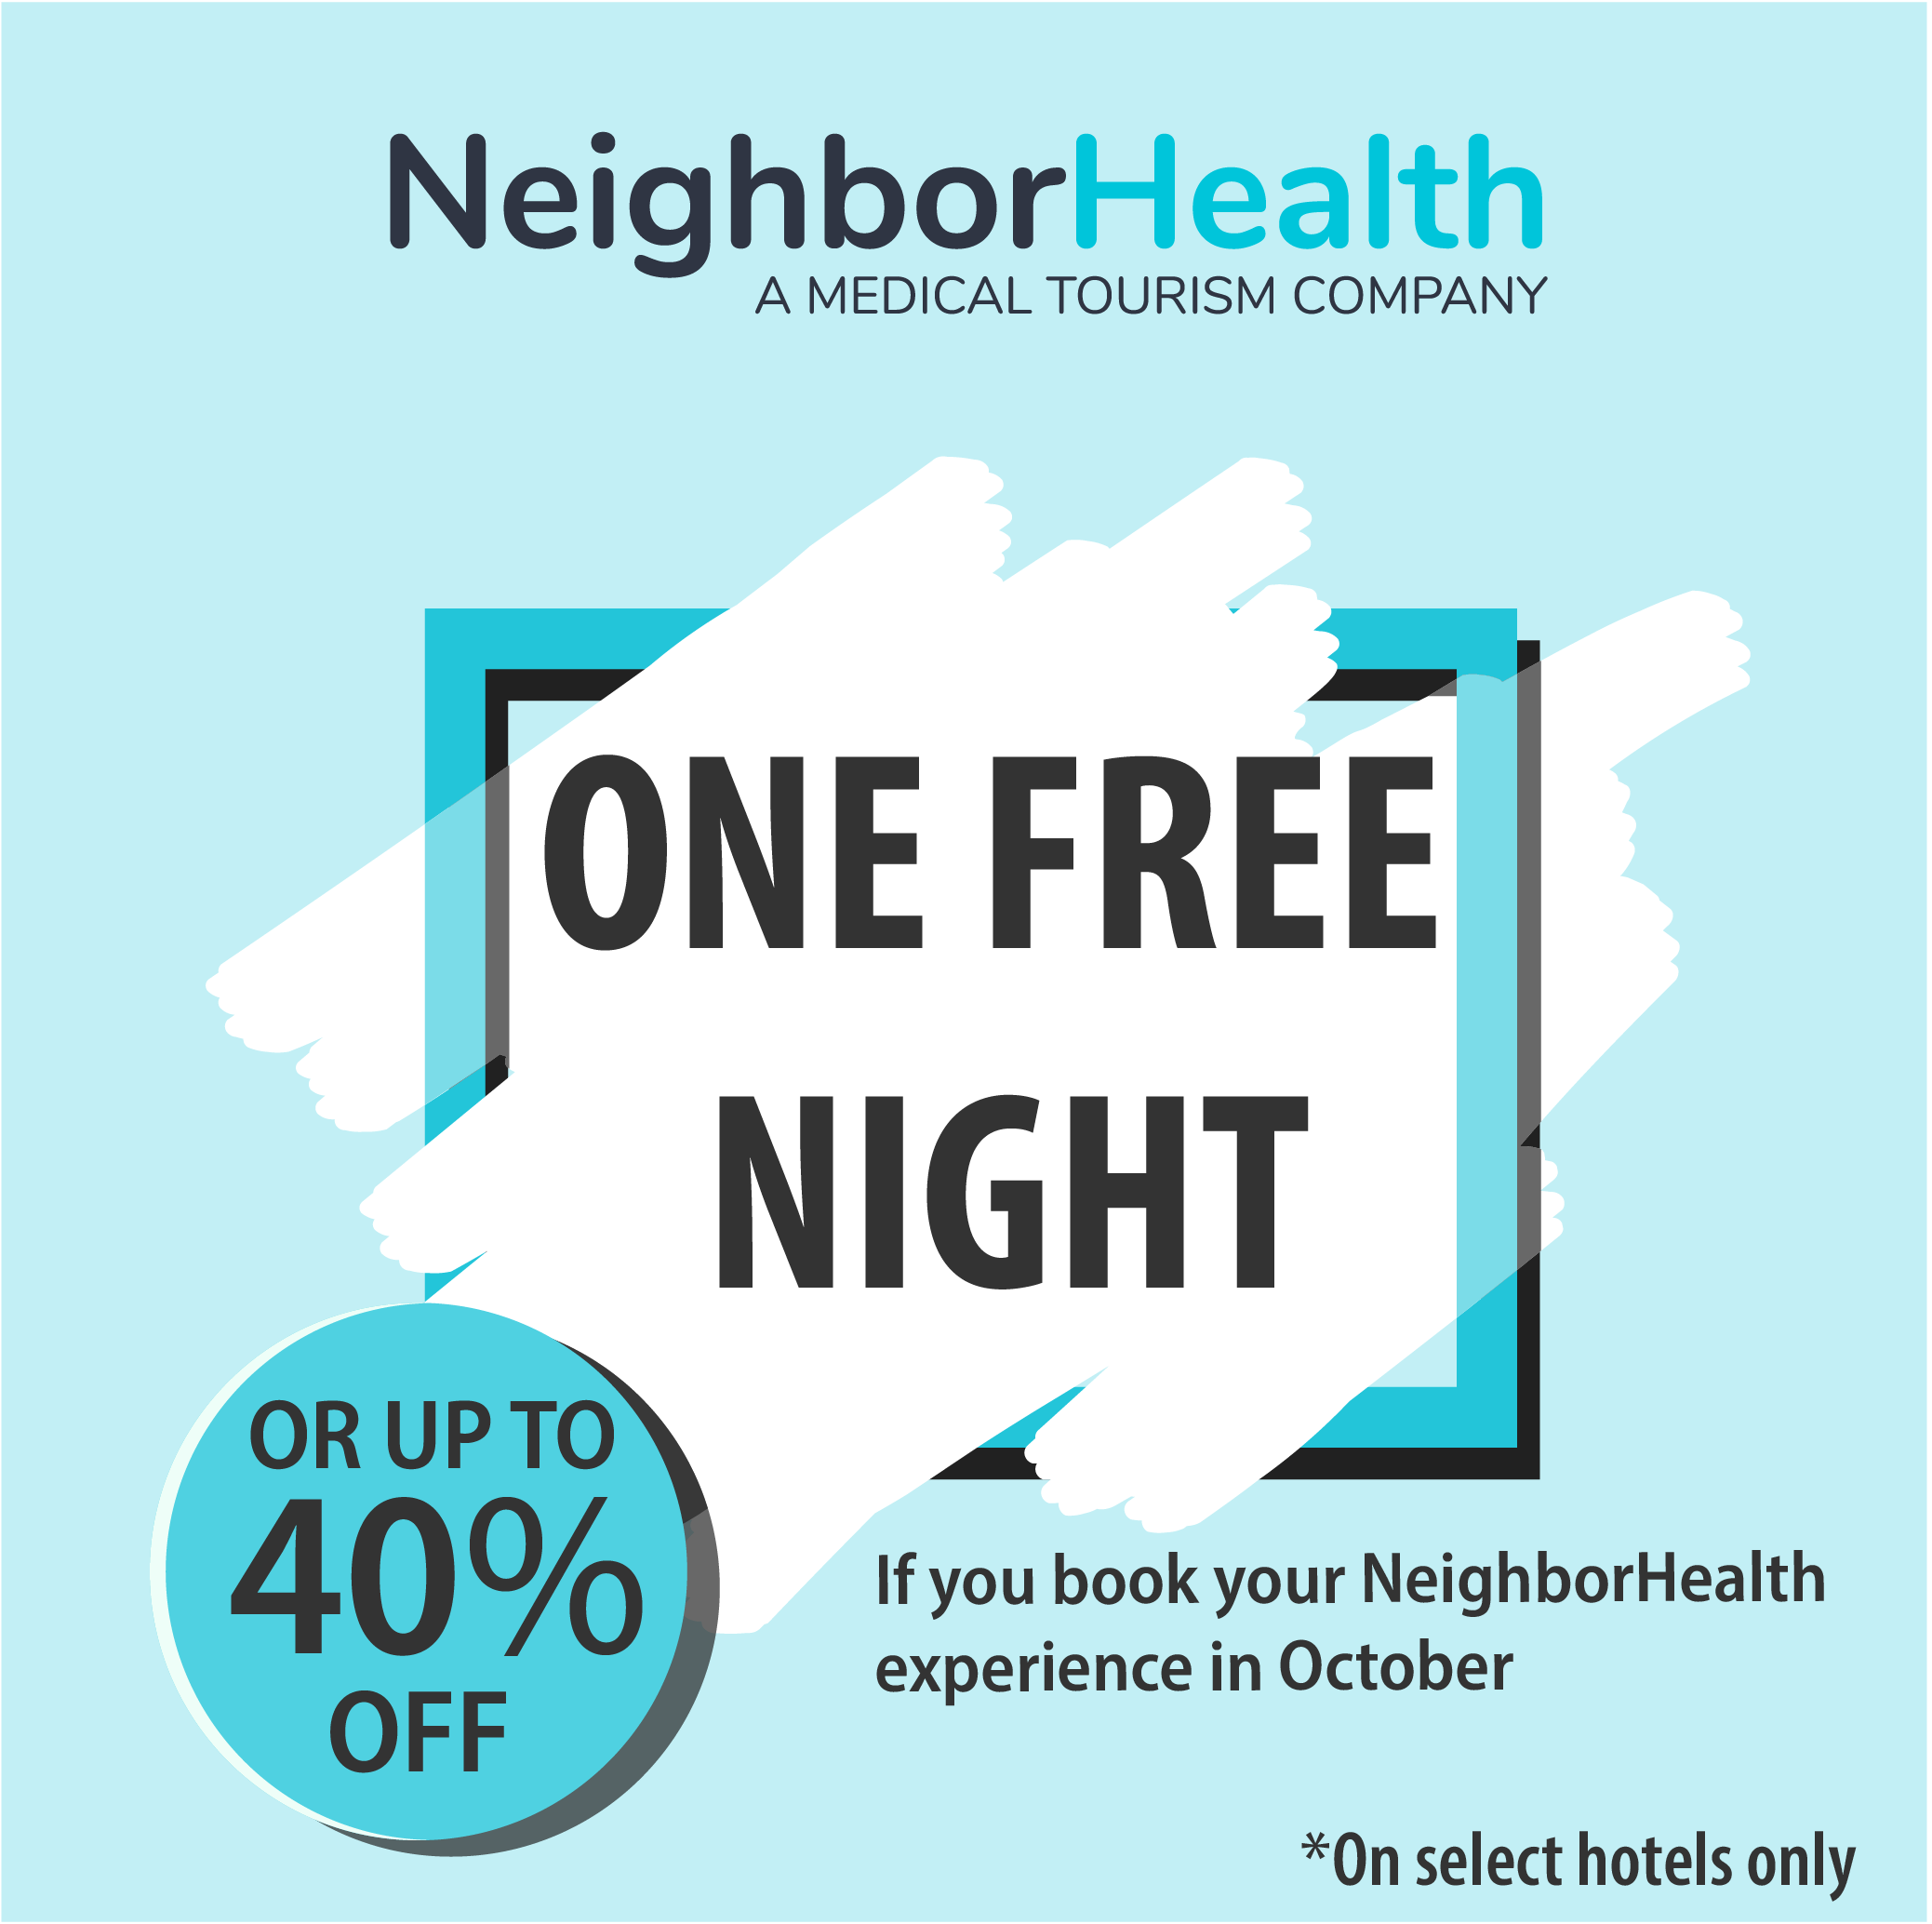 NeighborHealth
A MEDICAL TOURISM COMPANY
ONE FREE
NIGHT
OR UP TO
40%
OFF
If you book your NeighborHealth
experience in October
*On select hotels only